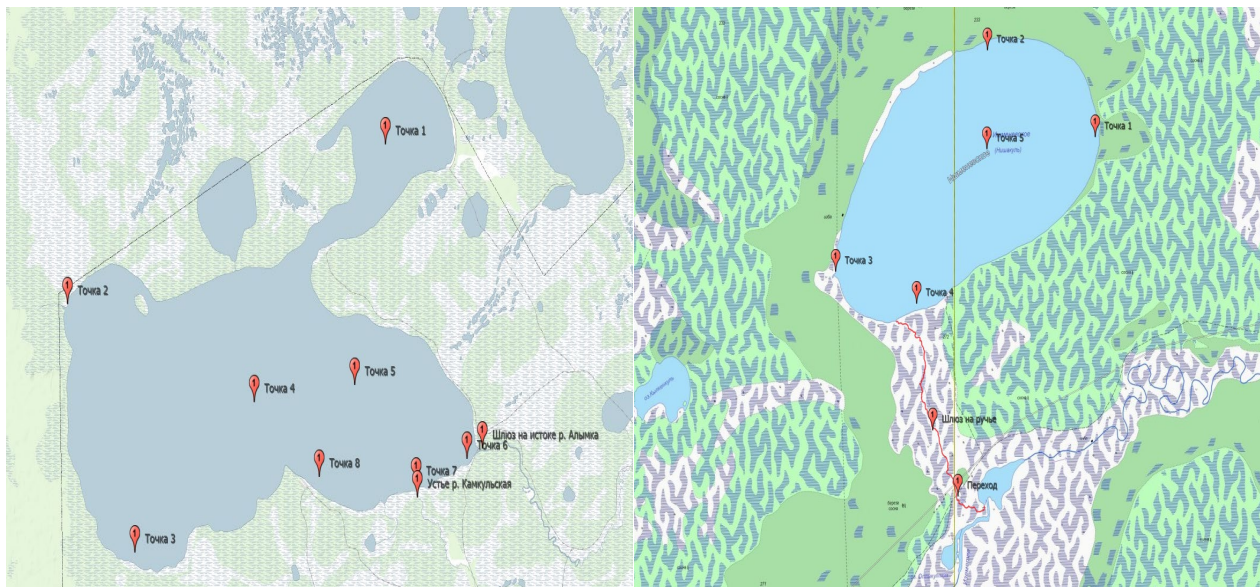 Точка 1
Точка 2
Точка 5
Точка 4
Шлюз на истоке р. Алымка
Точка 6
Точка 8
Точка 7
Устье р. Камкульская
Точка 3
Точка 2
Точка 1
Точка 5
Точка 3
Точка 4
Шлюз на ручье
Переход